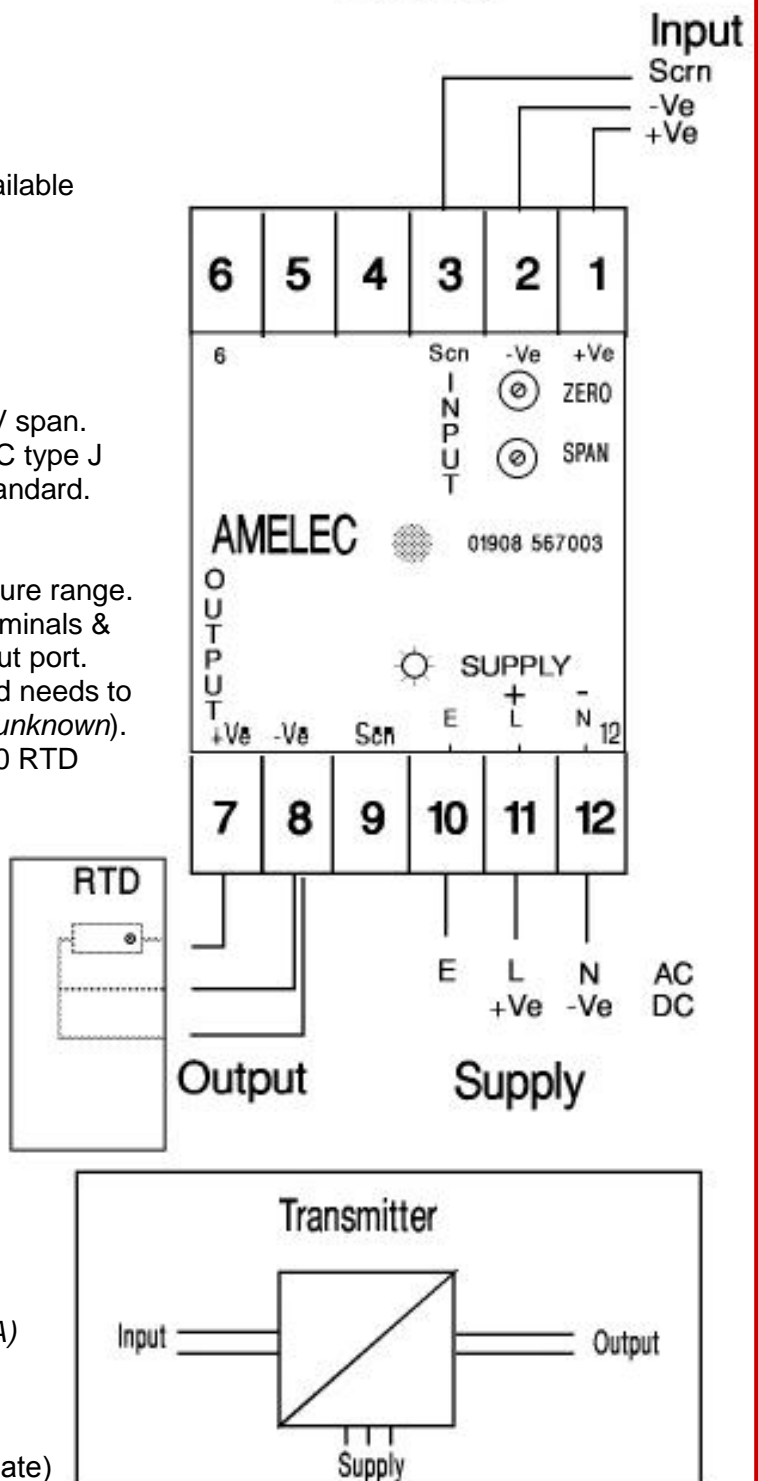 Input
Scrn
-Ve
+Ve
ailable
6 5 4 3 2 1
6 Scn -Ve +Ve
INPUT
ZERO
SPAN
V span.
C type J
andard.
AMELEC 01908 567003
ure range.
minals &
ut port.
d needs to
unknown).
0 RTD
OUTPUT
SUPPLY
+ -
E L N 12
+Ve -Ve Scn
7 8 9 10 11 12
RTD
E L N AC
+Ve -Ve DC
Output Supply
Transmitter
Input Output
Supply
A)
ate)